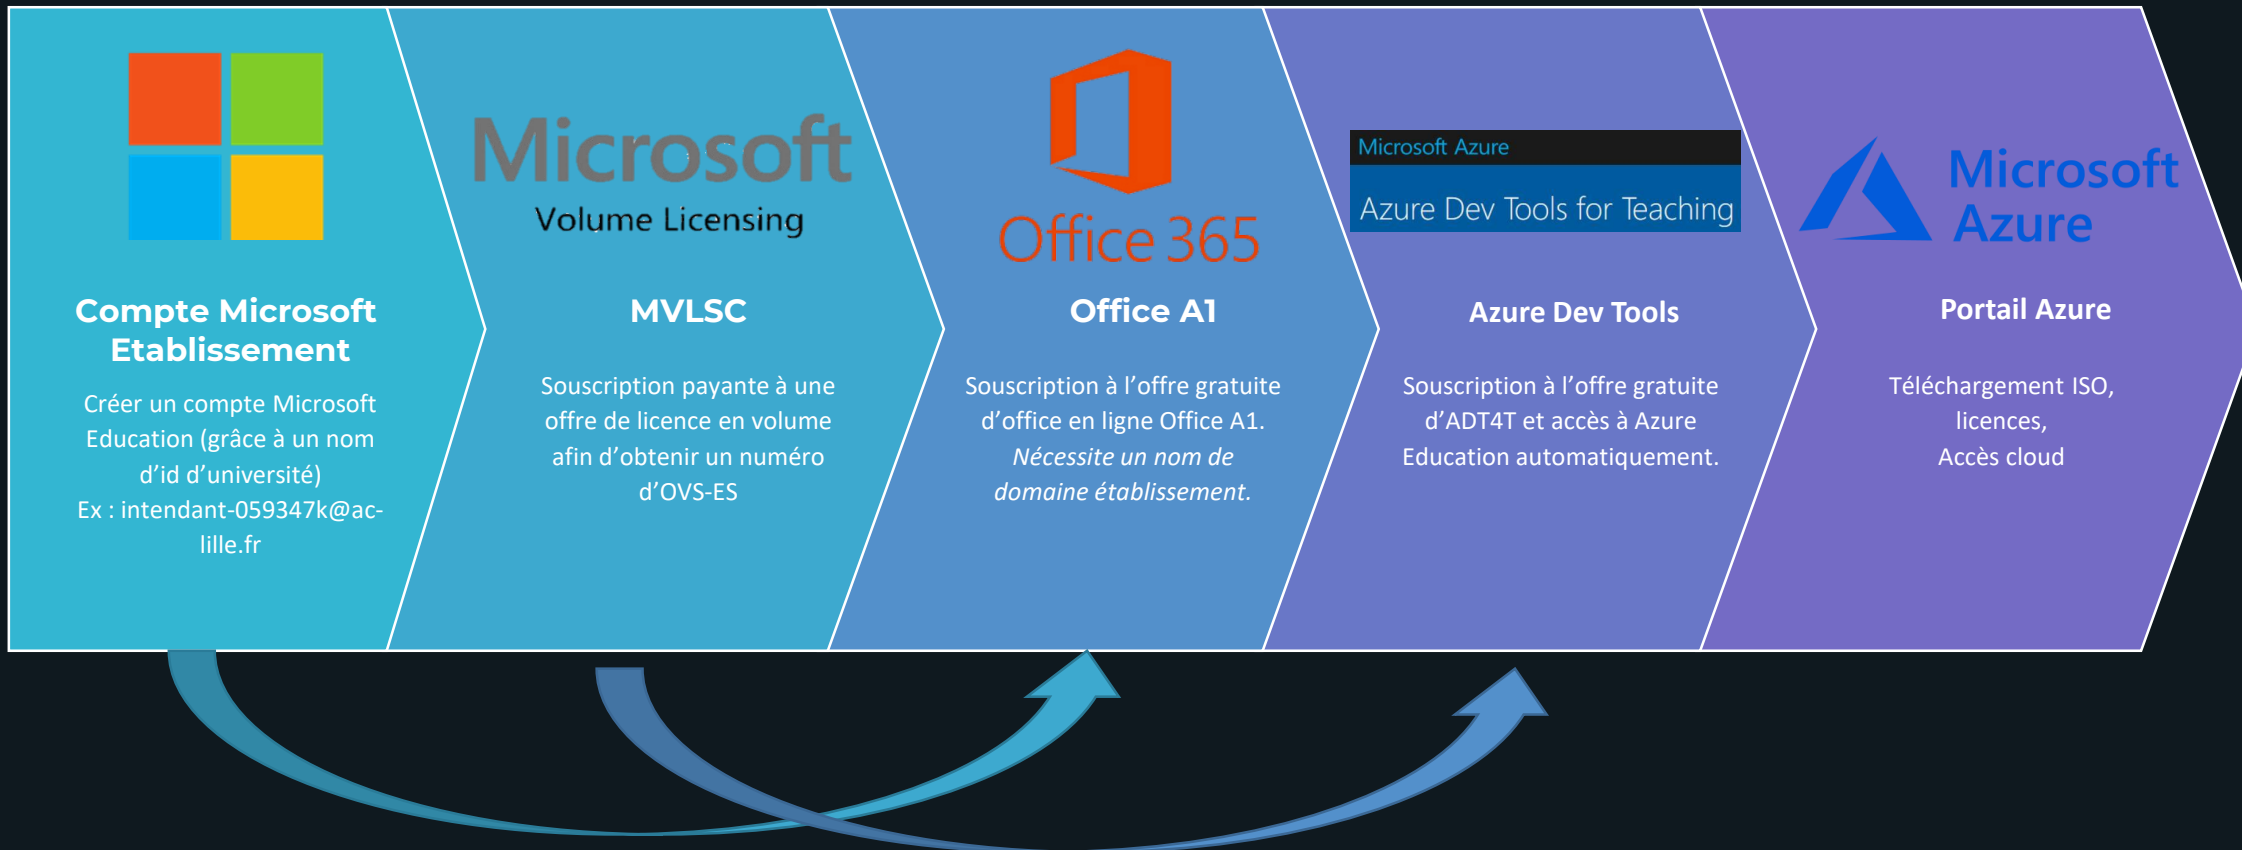 Compte Microsoft
Etablissement
Créer un compte Microsoft
Education (grâce à un nom
d’id d’université)
Ex : intendant-059347k@ac-
lille.fr
Microsoft
Volume Licensing
MVLSC
Souscription payante à une
offre de licence en volume
afin d’obtenir un numéro
d’OVS-ES
Office 365
Office A1
Souscription à l’offre gratuite
d’office en ligne Office A1.
Nécessite un nom de
domaine établissement.
Microsoft Azure
Azure Dev Tools for Teaching
Azure Dev Tools
Souscription à l’offre gratuite
d’ADT4T et accès à Azure
Education automatiquement.
Microsoft
Azure
Portail Azure
Téléchargement ISO,
licences,
Accès cloud